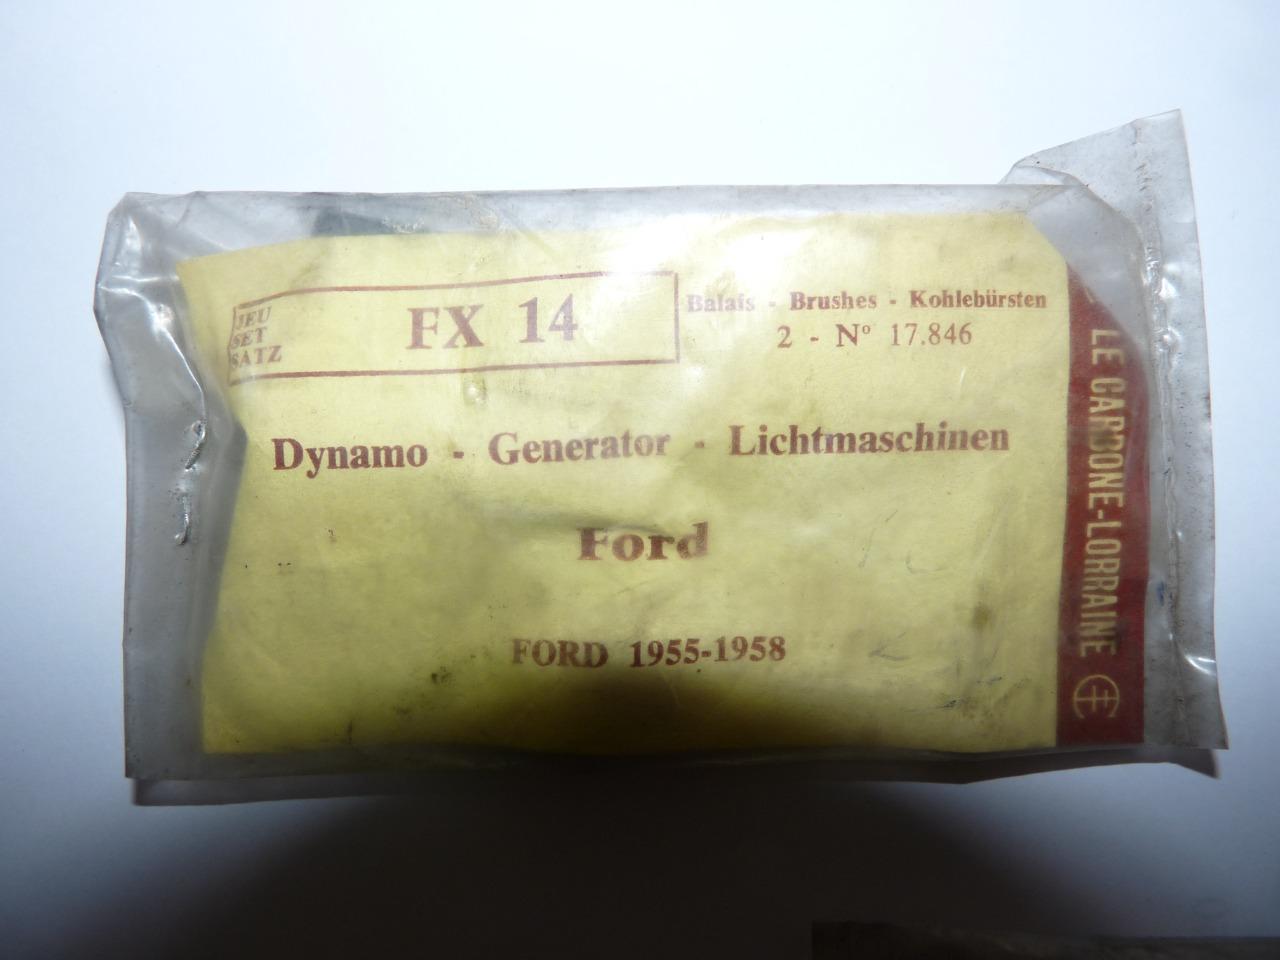 JEU
SET
SATZ
FX 14
Balais - Brushes - Kohlebürsten
2 - Nº 17.846
Dynamo - Generator - Lichtmaschinen
Ford
FORD 1955-1958
LE CARBONE-LORRAINE